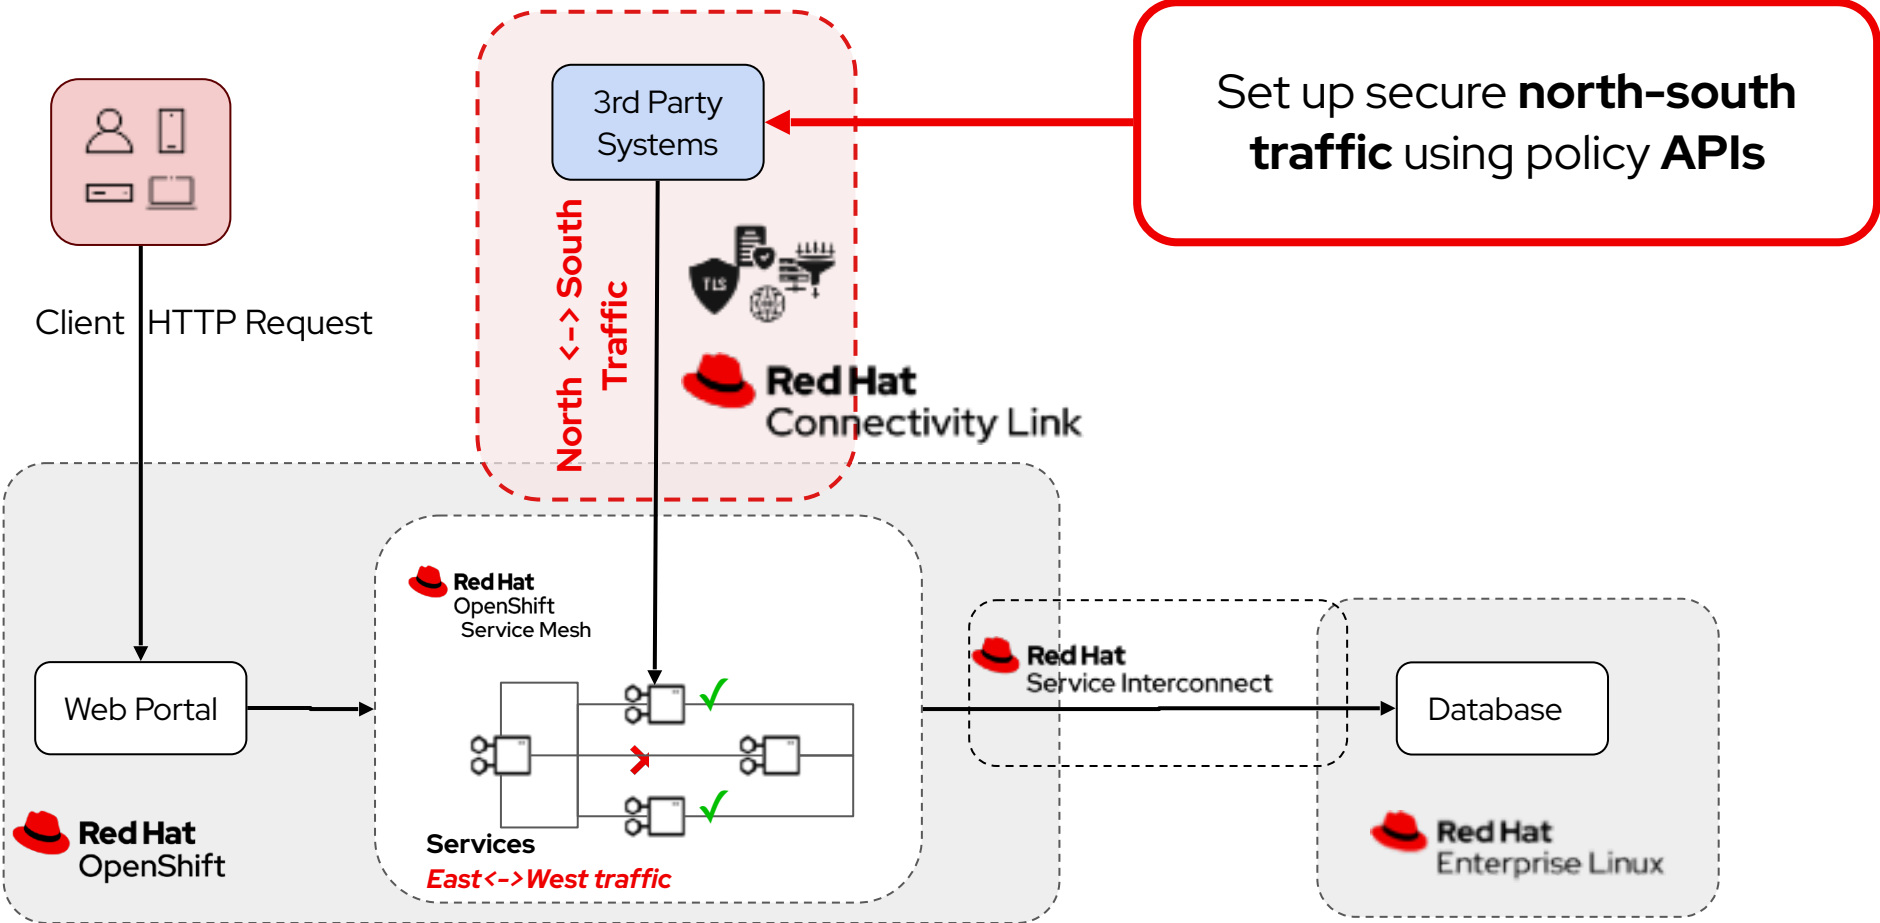 3rd Party
Systems
Set up secure north-south
traffic using policy APIs
Client HTTP Request
North <-> South
Traffic
TLS
Red Hat
Connectivity Link
Red Hat
OpenShift
Service Mesh
Web Portal
Red Hat
Service Interconnect
Database
Services
East<->West traffic
Red Hat
OpenShift
Red Hat
Enterprise Linux